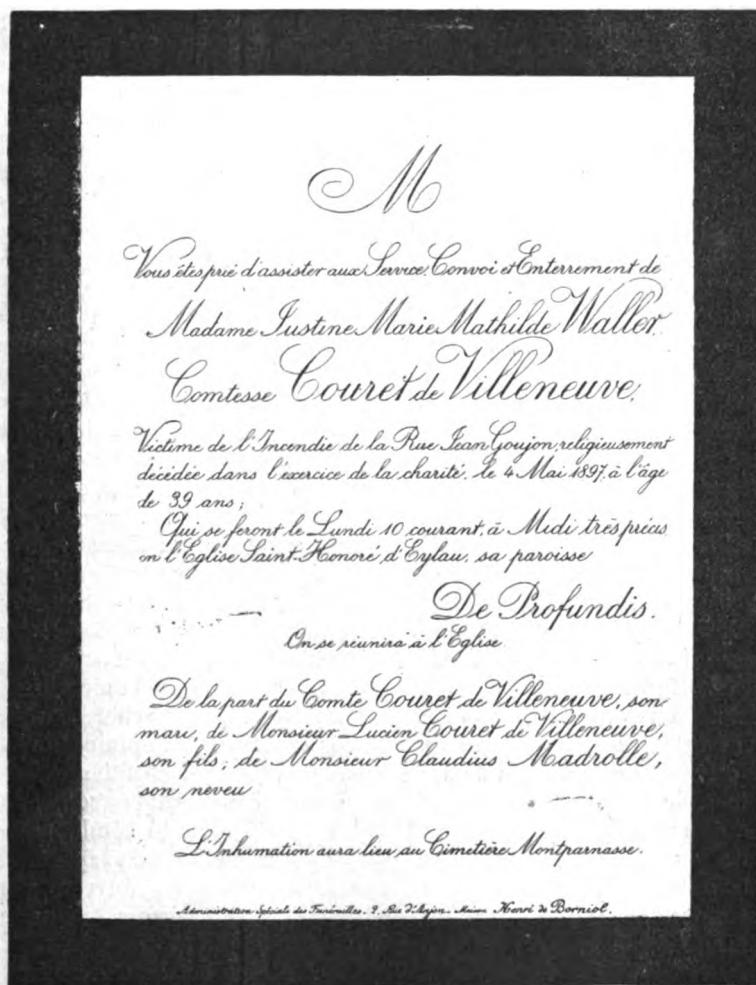 M
Vous êtes prié d'assister aux Service, Convoi et Enterrement de
Madame Justine Marie Mathilde Waller,
Comtesse Couret de Villeneuve,
Victime de l'Incendie de la Rue Jean Goujon, religieusement
décédée dans l'exercice de la charité, le 4 Mai 1897, à l'âge
de 39 ans;
Qui se feront le Lundi 10 courant, à Midi très précis
en l'Eglise Saint-Honoré d'Eylau, sa paroisse
De Profundis.
On se réunira à l'Eglise
De la part du Comte Couret de Villeneuve, son
mari, de Monsieur Lucien Couret de Villeneuve,
son fils; de Monsieur Claudius Madrolle,
son neveu
L'Inhumation aura lieu au Cimetière Montparnasse.
Administration Spéciale des Funérailles. 9, Rue d'Anjou. Maison Henri de Borniol.